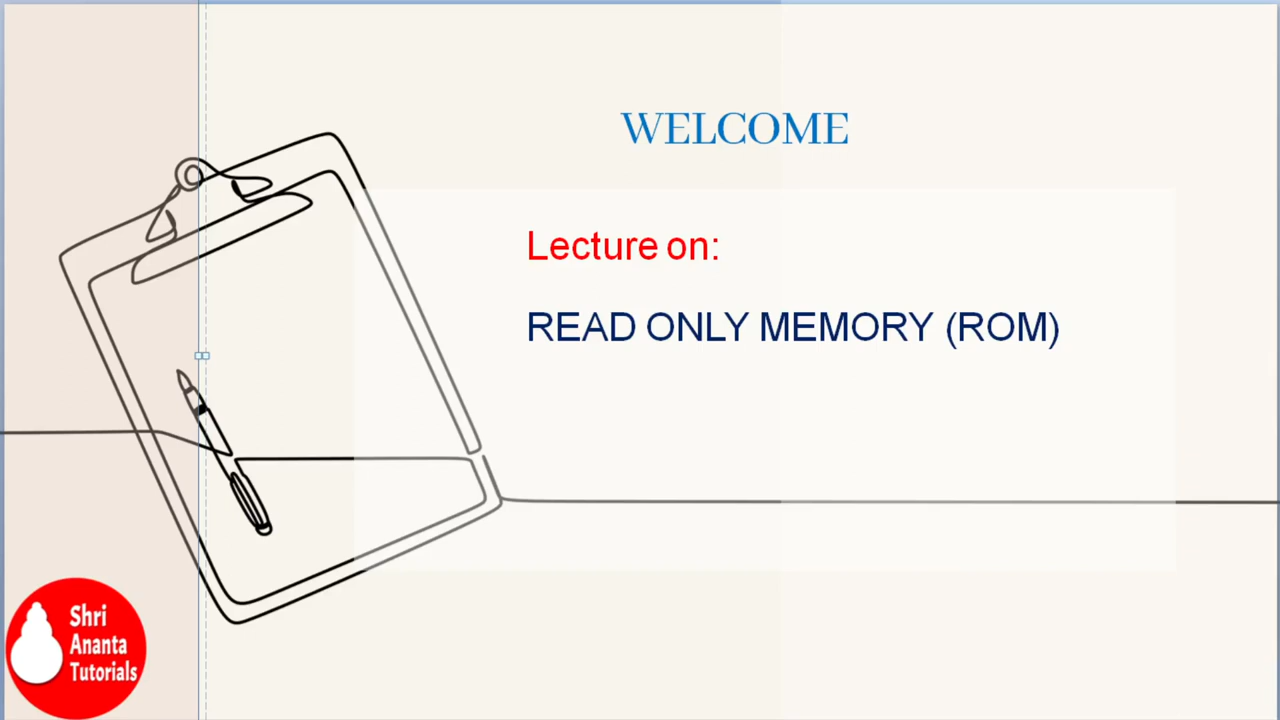 WELCOME
Lecture on:
READ ONLY MEMORY (ROM)
Shri
Ananta
Tutorials